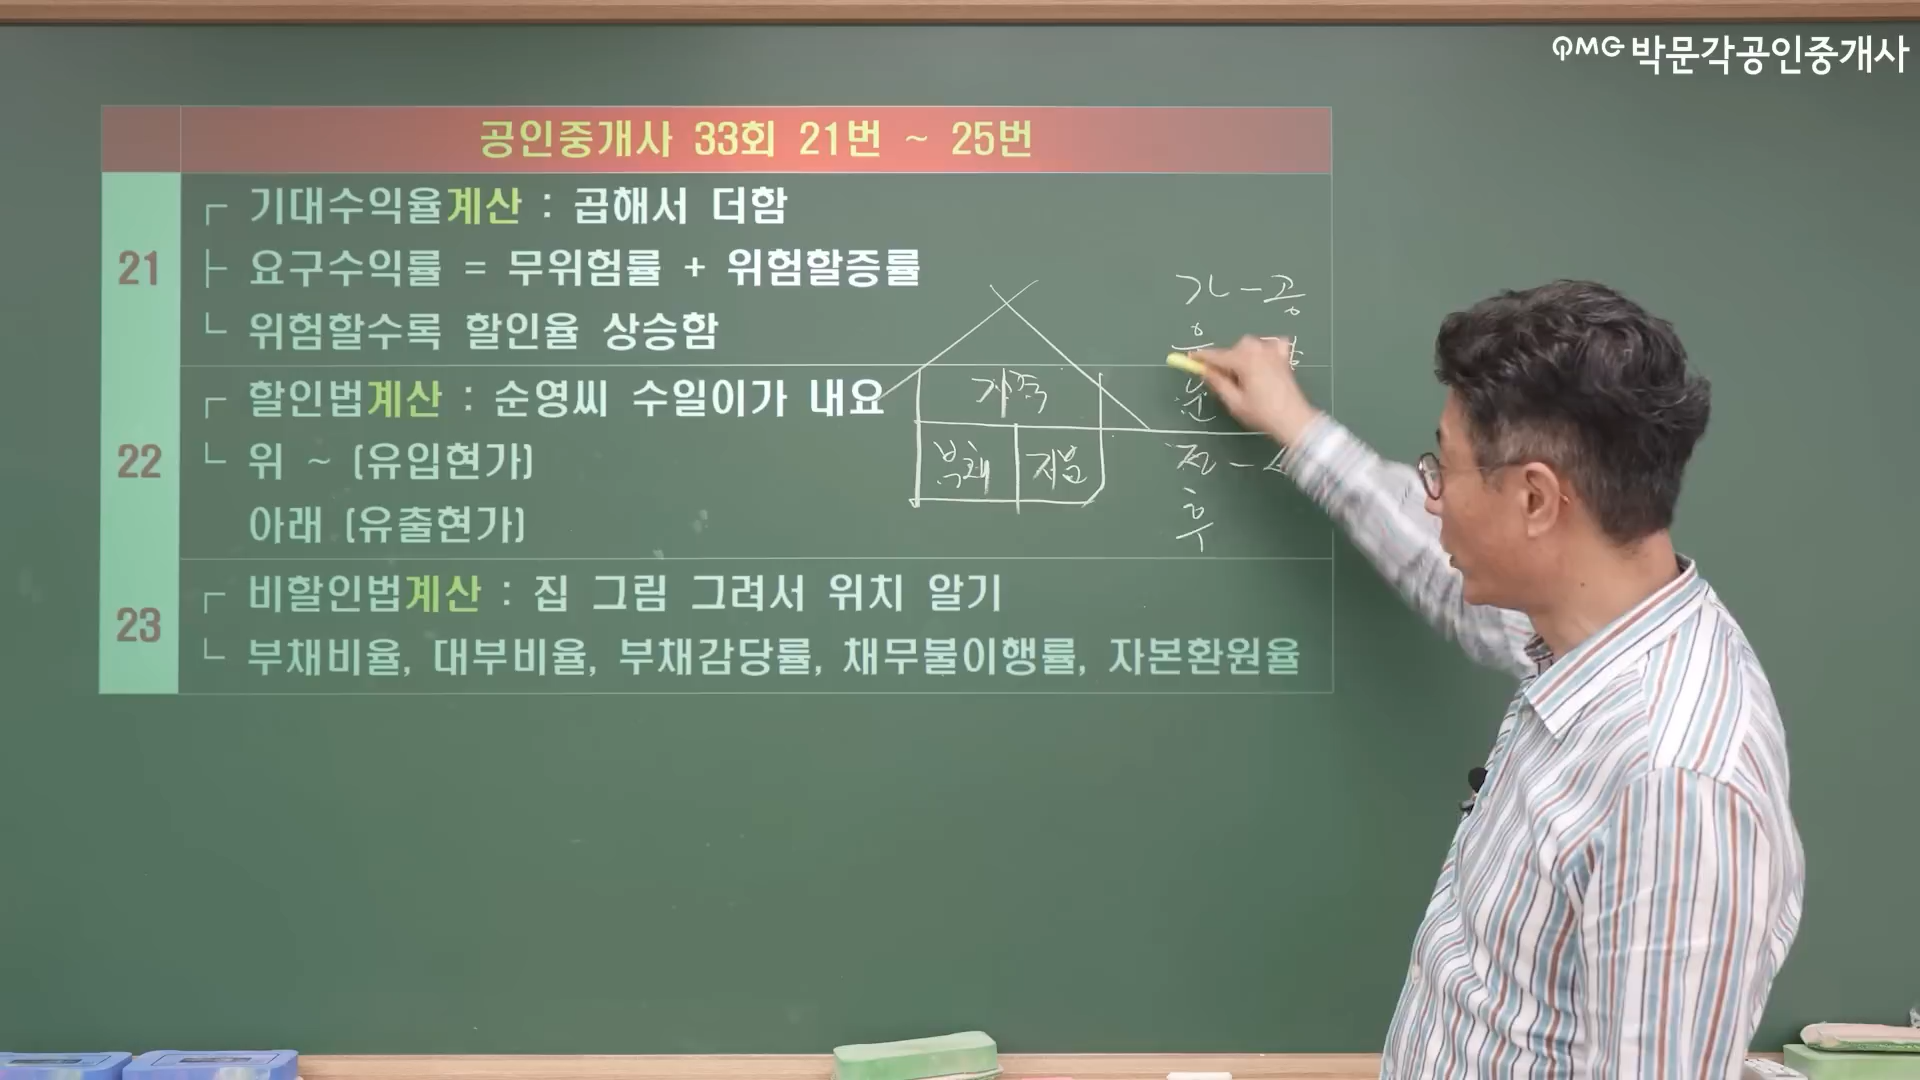 QMG 박문각공인중개사
공인중개사 33회 21번 ~ 25번
21
┌ 기대수익율계산 : 곱해서 더함
├ 요구수익률 = 무위험률 + 위험할증률
└ 위험할수록 할인율 상승함
22
┌ 할인법계산 : 순영씨 수일이가 내요
└ 위 ~ (유입현가)
아래 (유출현가)
23
┌ 비할인법계산 : 집 그림 그려서 위치 알기
└ 부채비율, 대부비율, 부채감당률, 채무불이행률, 자본환원율
부채 지분
가 - 공
유
순
전 -
후